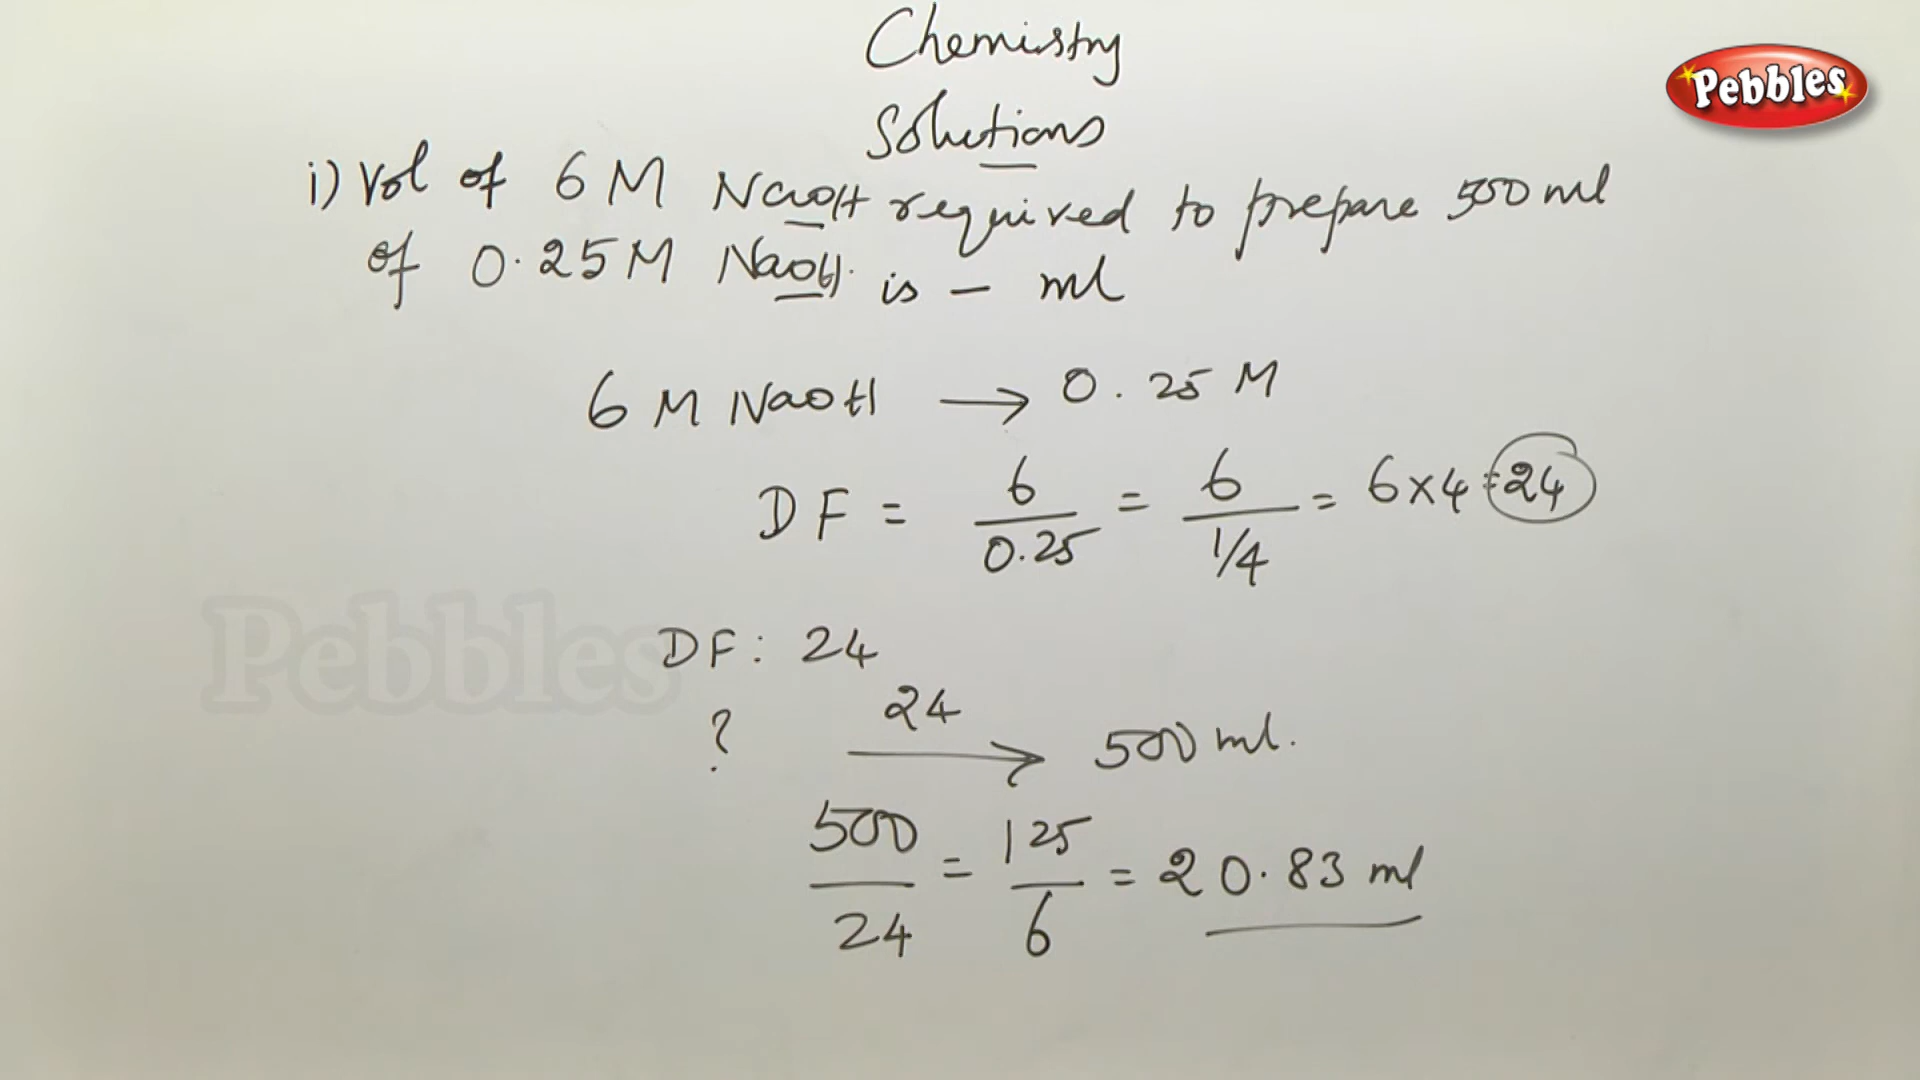 Chemistry
Solutions
Pebbles
i) Vol of 6 M NaOH required to prepare 500 ml
of 0.25 M NaOH. is - ml
6 M NaOH → 0.25 M
DF = 6/0.25 = 6/1/4 = 6×4 = 24
Pebbles
DF: 24
? 24 → 500 ml.
500/24 = 125/6 = 20.83 ml